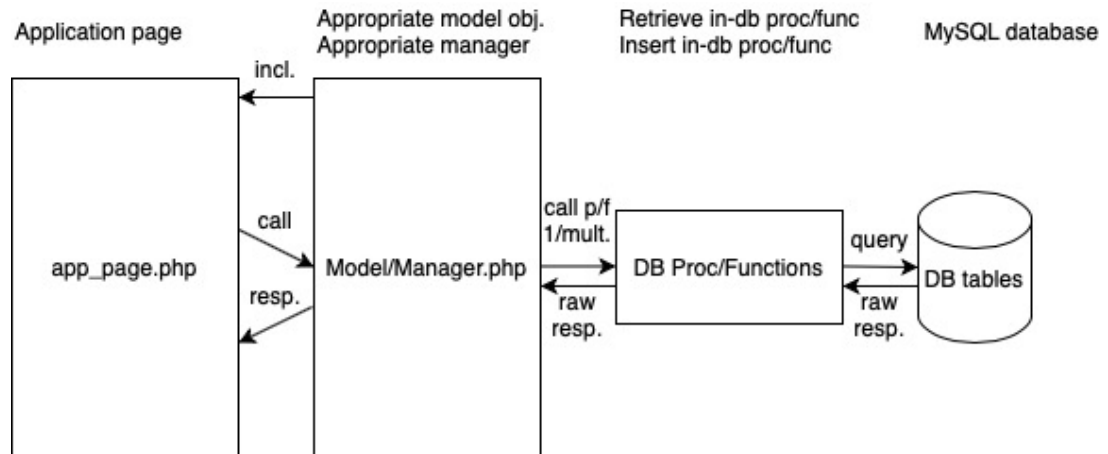 Application page
Appropriate model obj.
Appropriate manager
Retrieve in-db proc/func
Insert in-db proc/func
MySQL database
incl.
call
resp.
app_page.php
Model/Manager.php
call p/f
1/mult.
raw
resp.
DB Proc/Functions
query
raw
resp.
DB tables